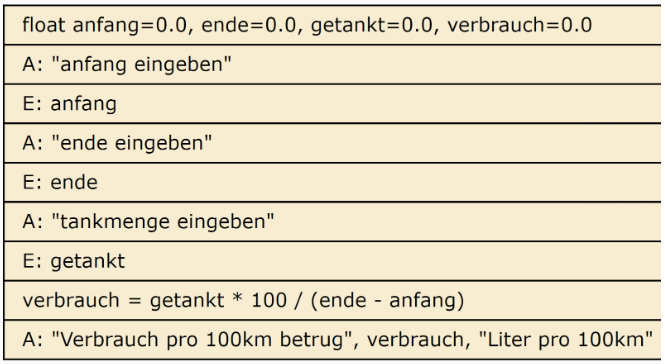 float anfang=0.0, ende=0.0, getankt=0.0, verbrauch=0.0
A: "anfang eingeben"
E: anfang
A: "ende eingeben"
E: ende
A: "tankmenge eingeben"
E: getankt
verbrauch = getankt * 100 / (ende - anfang)
A: "Verbrauch pro 100km betrug", verbrauch, "Liter pro 100km"